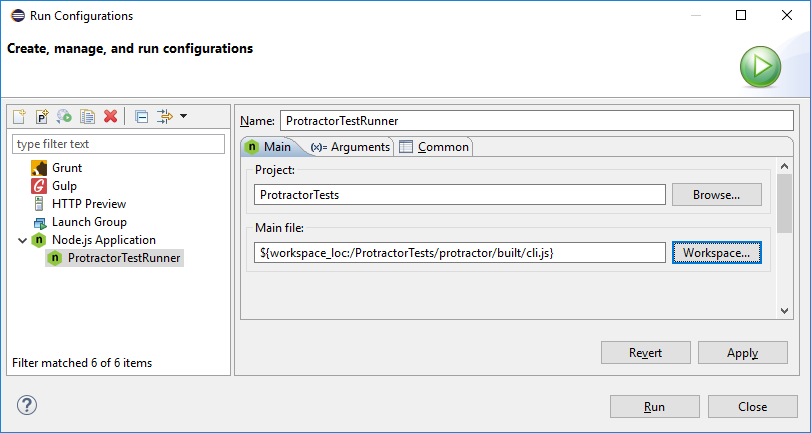 Run Configurations
Create, manage, and run configurations
type filter text
Grunt
Gulp
HTTP Preview
Launch Group
Node.js Application
ProtractorTestRunner
Filter matched 6 of 6 items
Name: ProtractorTestRunner
Main (x)= Arguments Common
Project:
ProtractorTests Browse...
Main file:
${workspace_loc:/ProtractorTests/protractor/built/cli.js} Workspace...
Revert Apply
Run Close